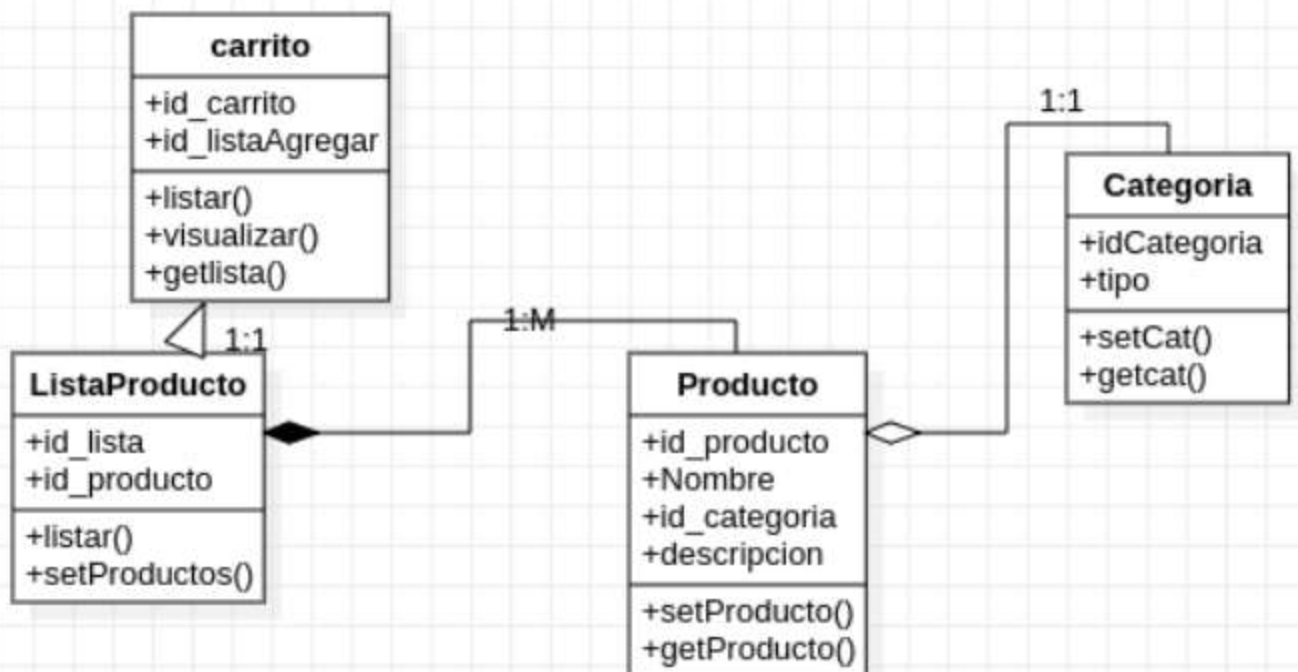 carrito
+id_carrito
+id_listaAgregar
+listar()
+visualizar()
+getlista()
1:1
ListaProducto
+id_lista
+id_producto
+listar()
+setProductos()
1:M
Producto
+id_producto
+Nombre
+id_categoria
+descripcion
+setProducto()
+getProducto()
1:1
Categoria
+idCategoria
+tipo
+setCat()
+getcat()